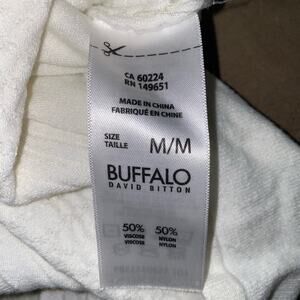 CA 60224
RN 149651
MADE IN CHINA
FABRIQUÉ EN CHINE
SIZE
TAILLE M/M
BUFFALO
DAVID BITTON
50% 50%
VISCOSE NYLON
VISCOSE NYLON